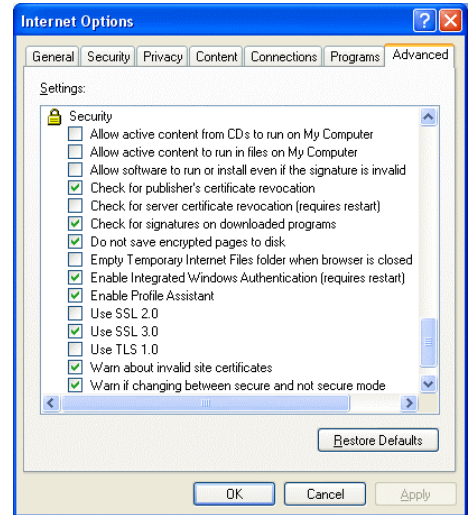 Internet Options
General Security Privacy Content Connections Programs Advanced
Settings:
Security
Allow active content from CDs to run on My Computer
Allow active content to run in files on My Computer
Allow software to run or install even if the signature is invalid
Check for publisher's certificate revocation
Check for server certificate revocation (requires restart)
Check for signatures on downloaded programs
Do not save encrypted pages to disk
Empty Temporary Internet Files folder when browser is closed
Enable Integrated Windows Authentication (requires restart)
Enable Profile Assistant
Use SSL 2.0
Use SSL 3.0
Use TLS 1.0
Warn about invalid site certificates
Warn if changing between secure and not secure mode
Restore Defaults
OK Cancel Apply